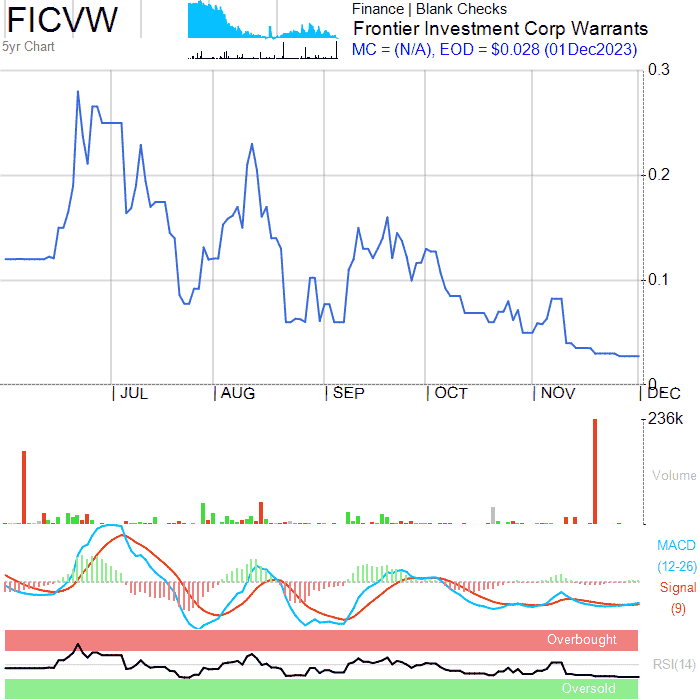 FICVW
5yr Chart
Finance | Blank Checks
Frontier Investment Corp Warrants
MC = (N/A), EOD = $0.028 (01Dec2023)
0.3
0.2
0.1
0
| JUL | AUG | SEP | OCT | NOV | DEC
236k
Volume
MACD
(12-26)
Signal
(9)
Overbought
RSI(14)
Oversold